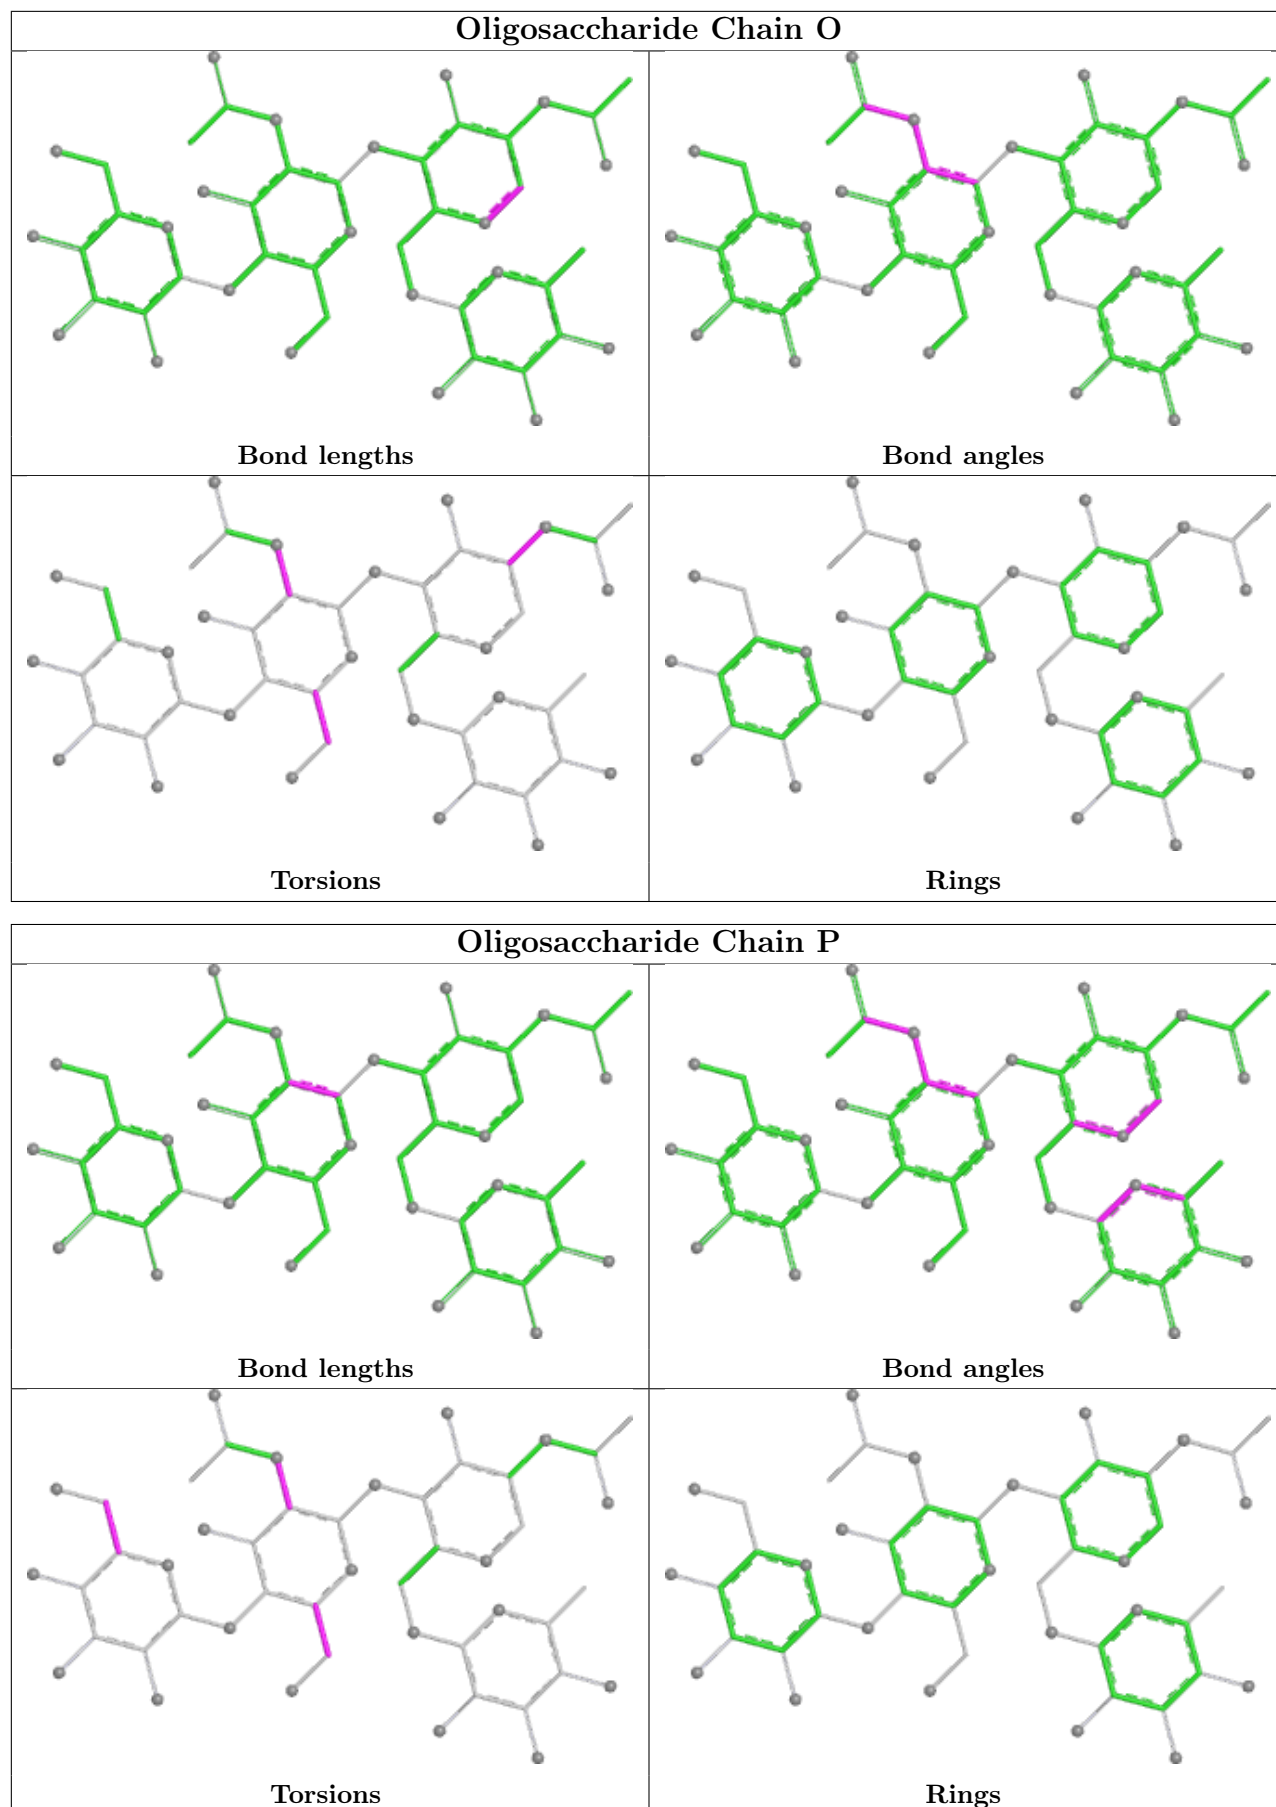 Oligosaccharide Chain O
Bond lengths
Bond angles
Torsions
Rings
Oligosaccharide Chain P
Bond lengths
Bond angles
Torsions
Rings